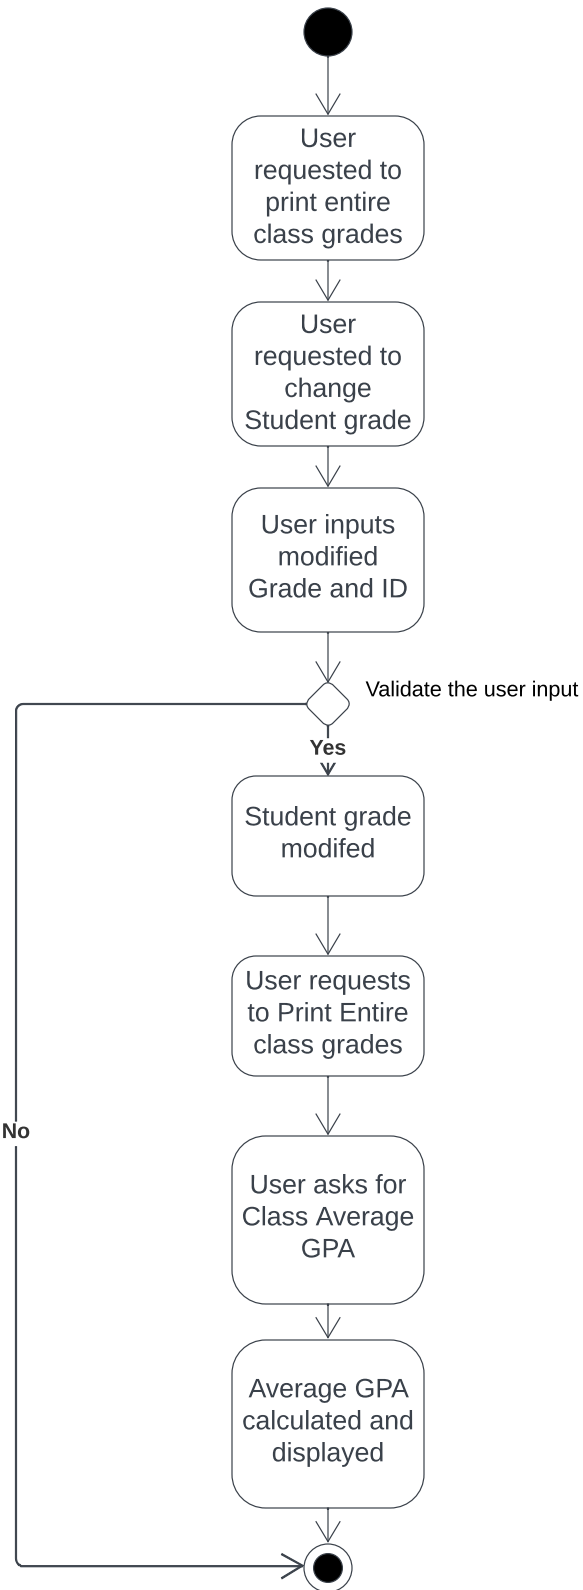 User
requested to
print entire
class grades
User
requested to
change
Student grade
User inputs
modified
Grade and ID
Validate the user input
Yes
Student grade
modifed
User requests
to Print Entire
class grades
No
User asks for
Class Average
GPA
Average GPA
calculated and
displayed